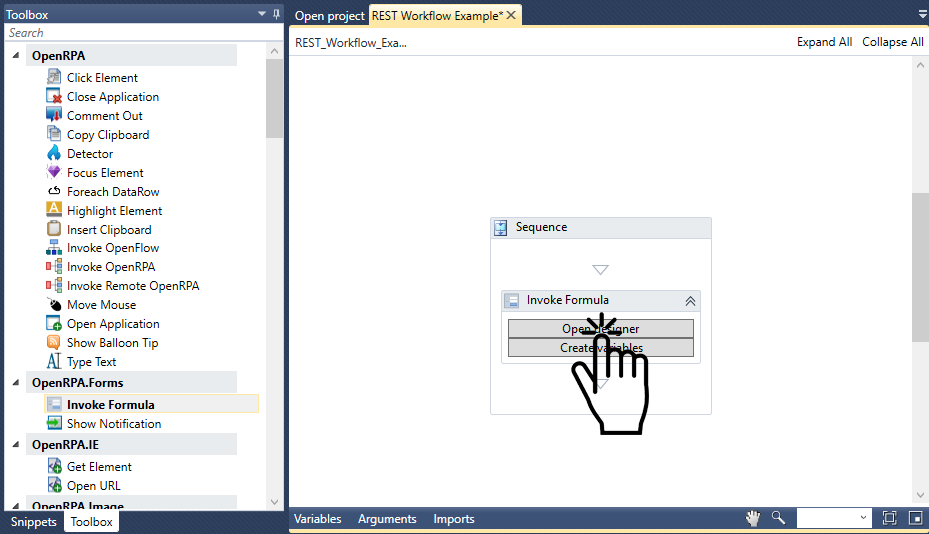 Toolbox
Search
OpenRPA
Click Element
Close Application
Comment Out
Copy Clipboard
Detector
Focus Element
Foreach DataRow
Highlight Element
Insert Clipboard
Invoke OpenFlow
Invoke OpenRPA
Invoke Remote OpenRPA
Move Mouse
Open Application
Show Balloon Tip
Type Text
OpenRPA.Forms
Invoke Formula
Show Notification
OpenRPA.IE
Get Element
Open URL
OpenRPA.Image
Snippets Toolbox
Open project REST Workflow Example*
REST_Workflow_Exa... Expand All Collapse All
Sequence
Invoke Formula
Open designer
Create variables
Variables Arguments Imports